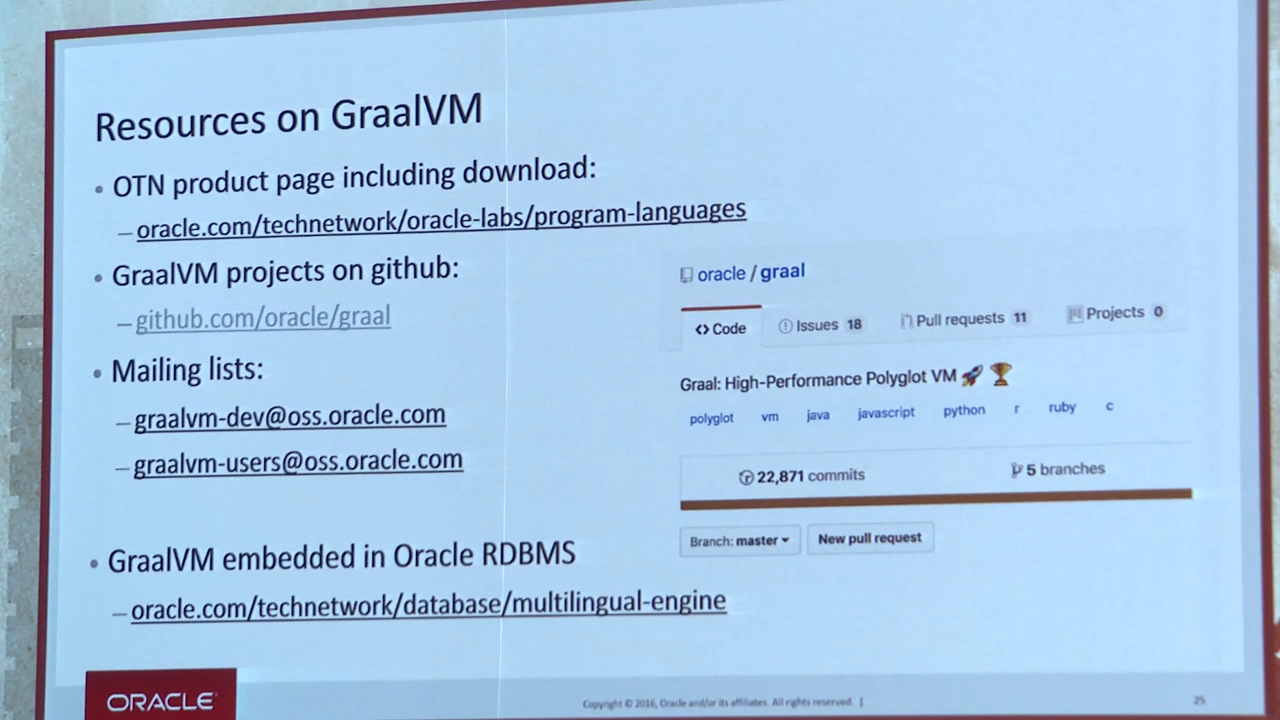 Resources on GraalVM
• OTN product page including download:
– oracle.com/technetwork/oracle-labs/program-languages
• GraalVM projects on github:
– github.com/oracle/graal
• Mailing lists:
– graalvm-dev@oss.oracle.com
– graalvm-users@oss.oracle.com
• GraalVM embedded in Oracle RDBMS
– oracle.com/technetwork/database/multilingual-engine
oracle / graal
<> Code Issues 18 Pull requests 11 Projects 0
Graal: High-Performance Polyglot VM 🚀 🏆
polyglot vm java javascript python r ruby c
22,871 commits 5 branches
Branch: master New pull request
ORACLE
Copyright © 2016, Oracle and/or its affiliates. All rights reserved. |
25